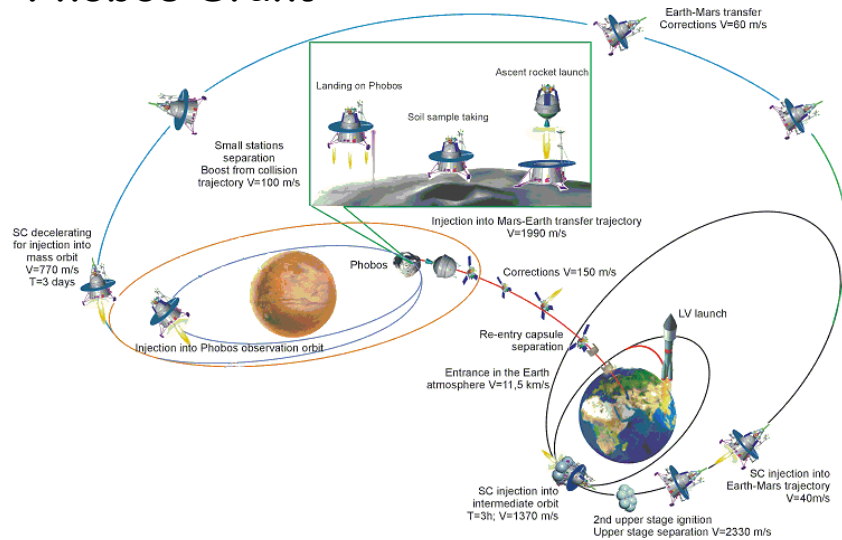 Earth-Mars transfer
Corrections V=60 m/s
Landing on Phobos
Soil sample taking
Ascent rocket launch
Small stations
separation
Boost from collision
trajectory V=100 m/s
SC decelerating
for injection into
mass orbit
V=770 m/s
T=3 days
Injection into Mars-Earth transfer trajectory
V=1990 m/s
Phobos
Corrections V=150 m/s
Injection into Phobos observation orbit
Re-entry capsule
separation
LV launch
Entrance in the Earth
atmosphere V=11,5 km/s
SC injection into
intermediate orbit
T=3h; V=1370 m/s
2nd upper stage ignition
Upper stage separation V=2330 m/s
SC injection into
Earth-Mars trajectory
V=40m/s